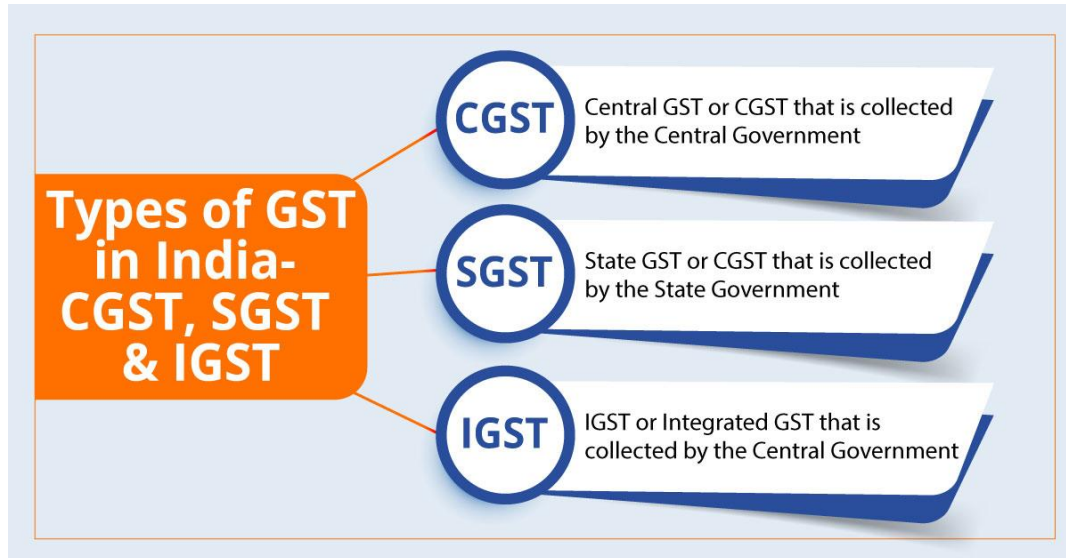 Types of GST
in India-
CGST, SGST
& IGST
CGST
Central GST or CGST that is collected
by the Central Government
SGST
State GST or CGST that is collected
by the State Government
IGST
IGST or Integrated GST that is
collected by the Central Government